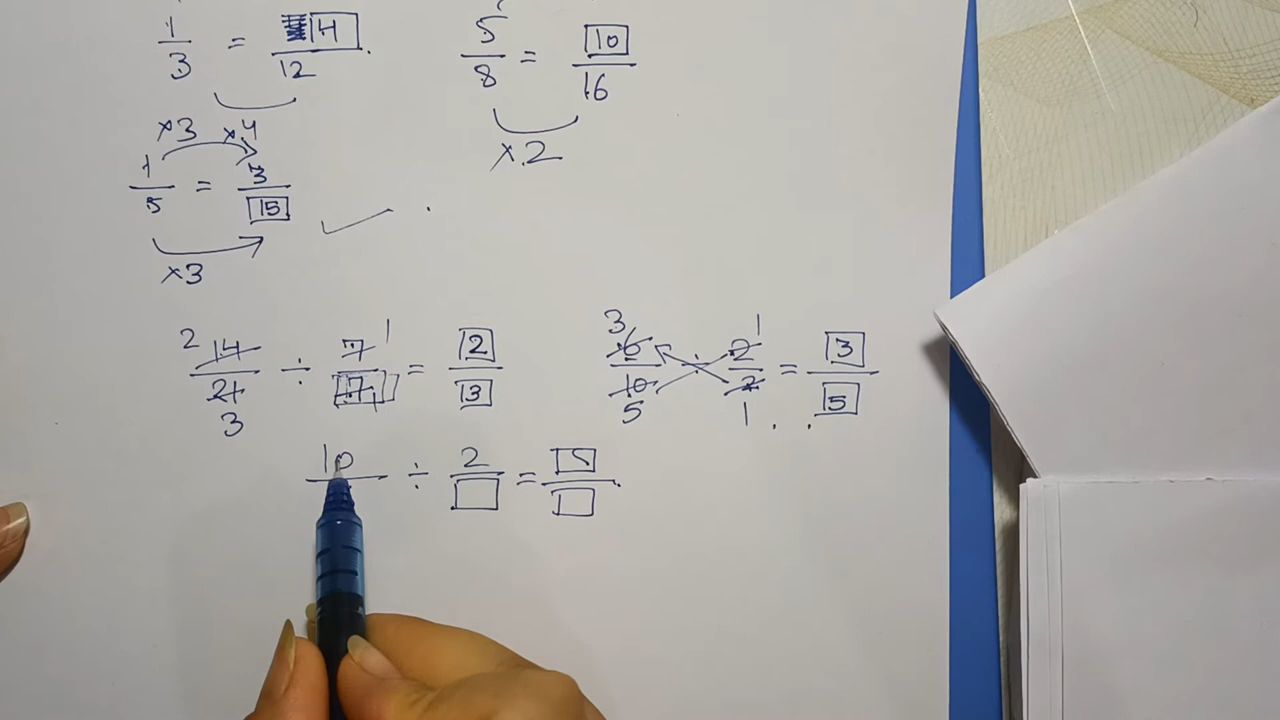 1/3 = 4/12
5/8 = 10/16
×4
×2
×3
1/5 = 3/15
×3
2 14/21 3 ÷ 7/7 1 = 2/3
3 6/10 5 ÷ 1 2/2 1 = 3/5
10/ ÷ 2/□ = 5/□